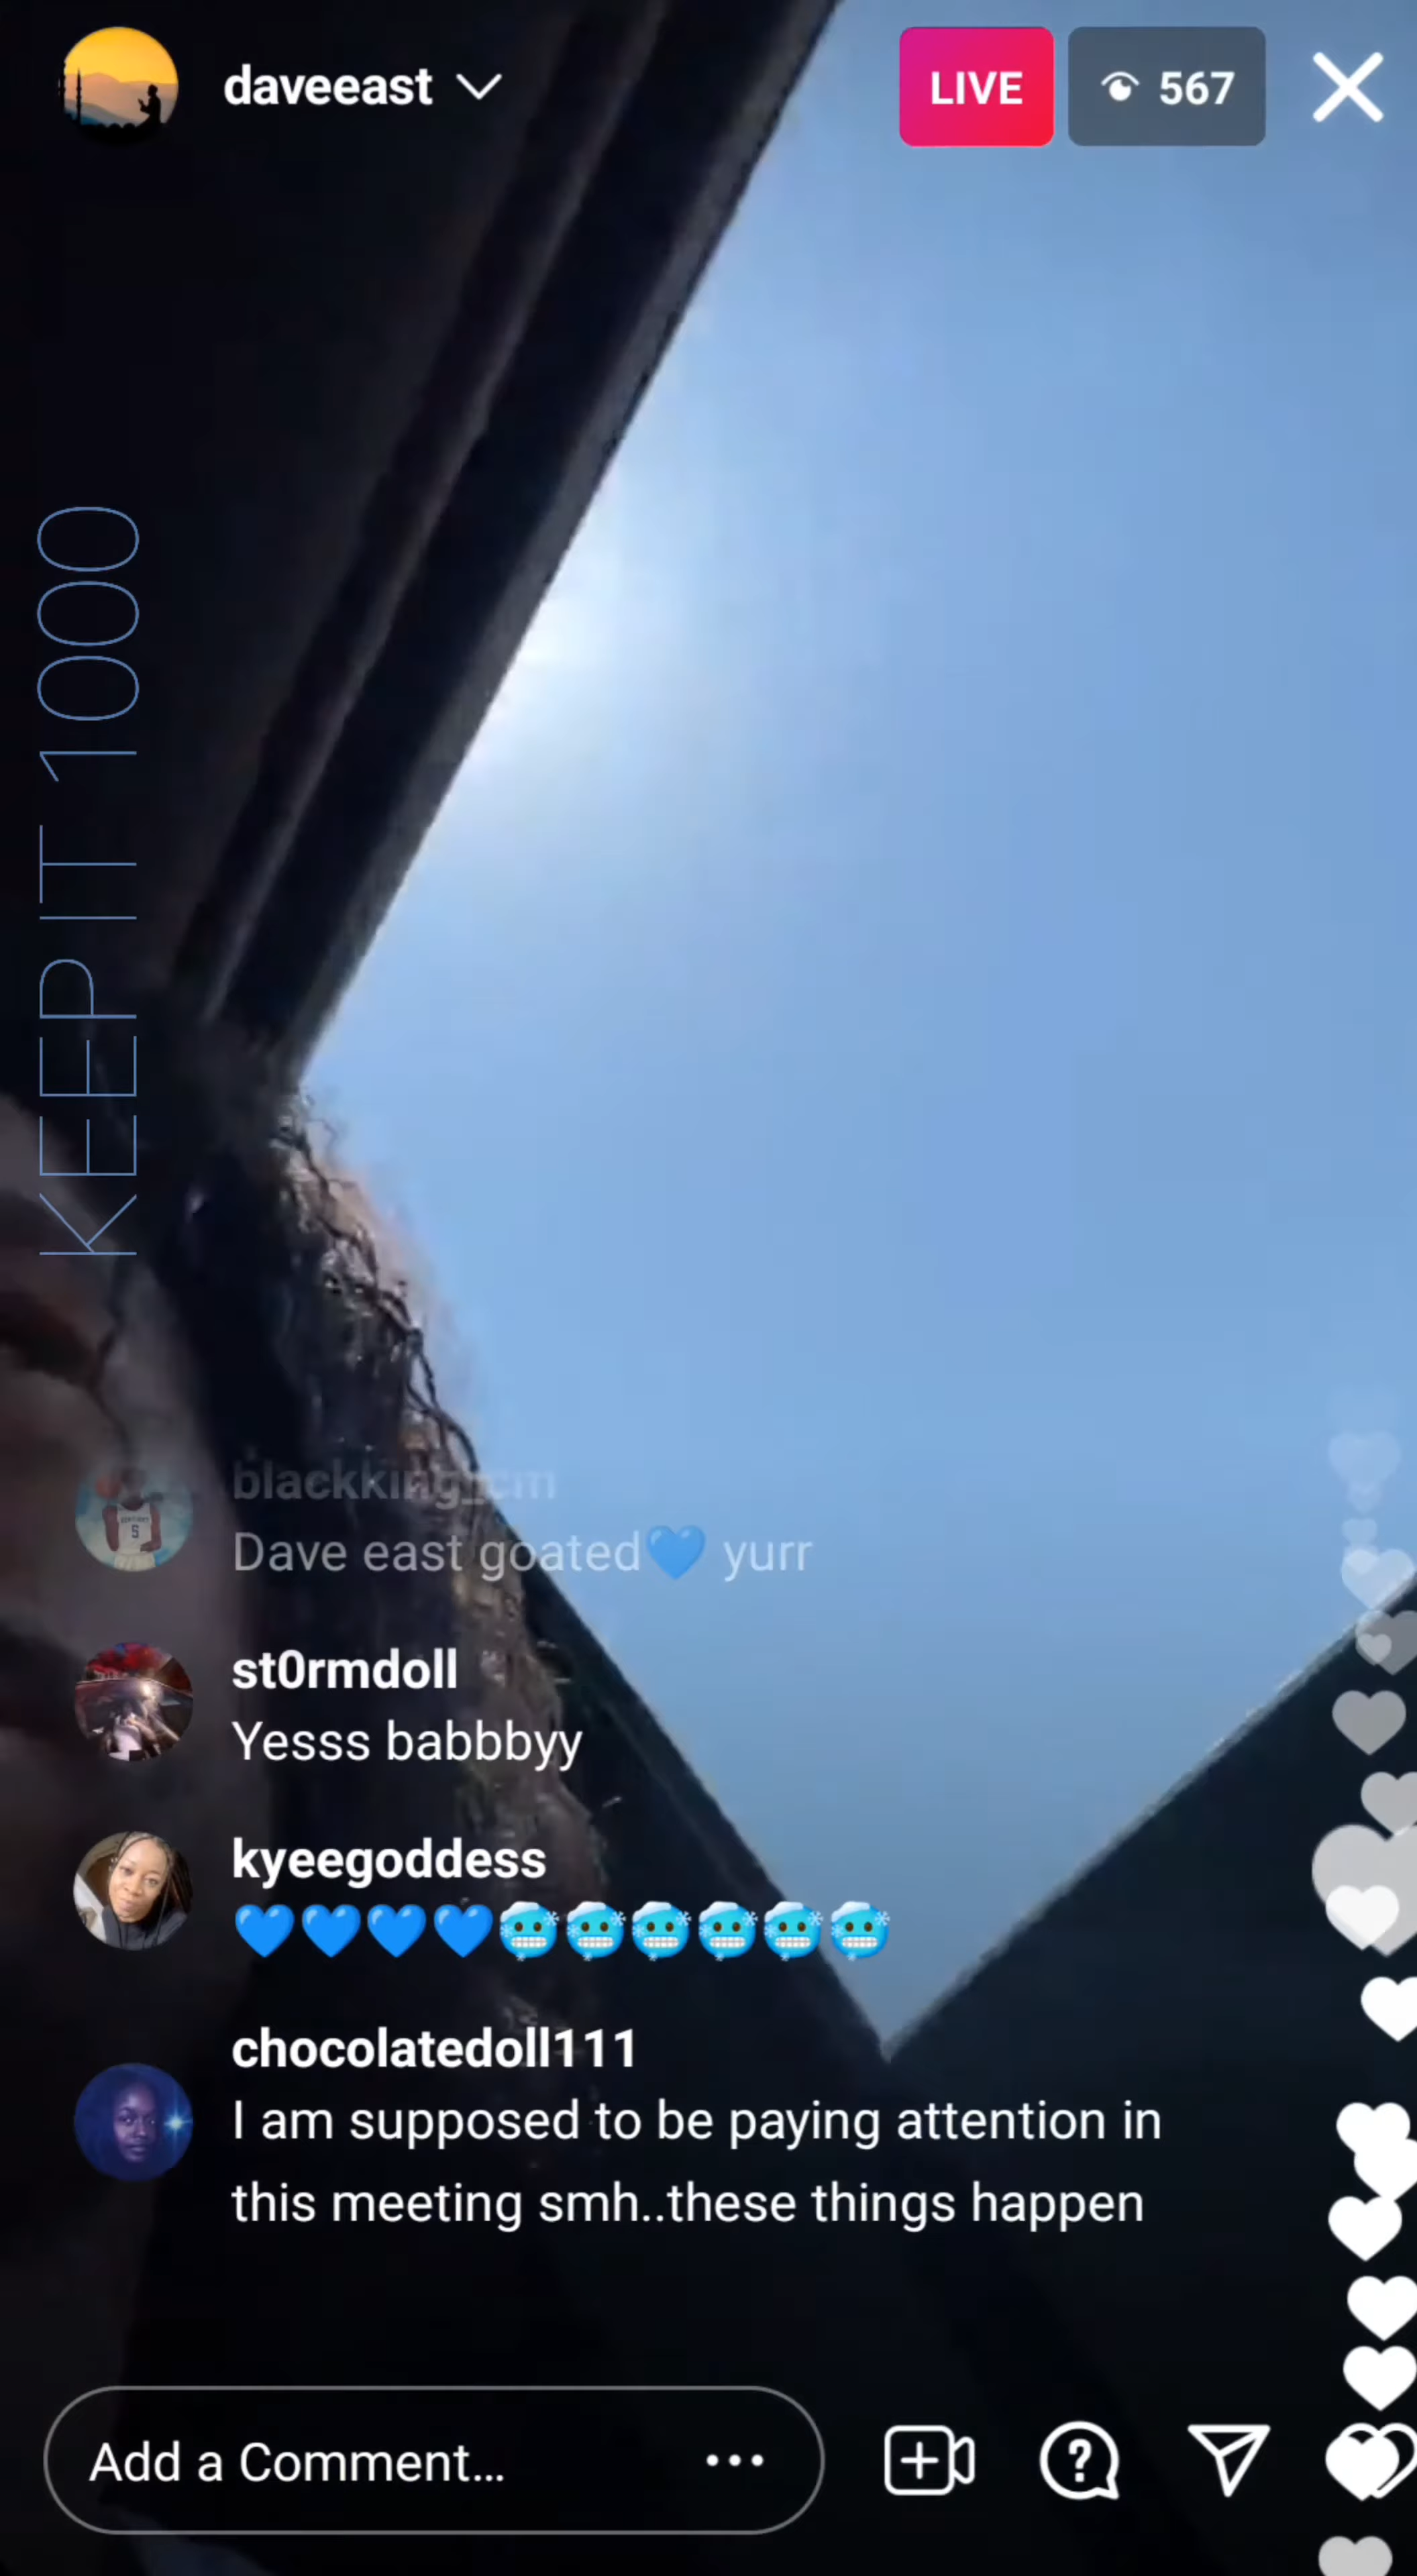 daveeast
LIVE
567
KEEP IT 1000
blackking_cm
Dave east goated💙 yurr
st0rmdoll
Yesss babbbyy
kyeegoddess
💙💙💙💙🥶🥶🥶🥶🥶🥶
chocolatedoll111
I am supposed to be paying attention in
this meeting smh..these things happen
Add a Comment...